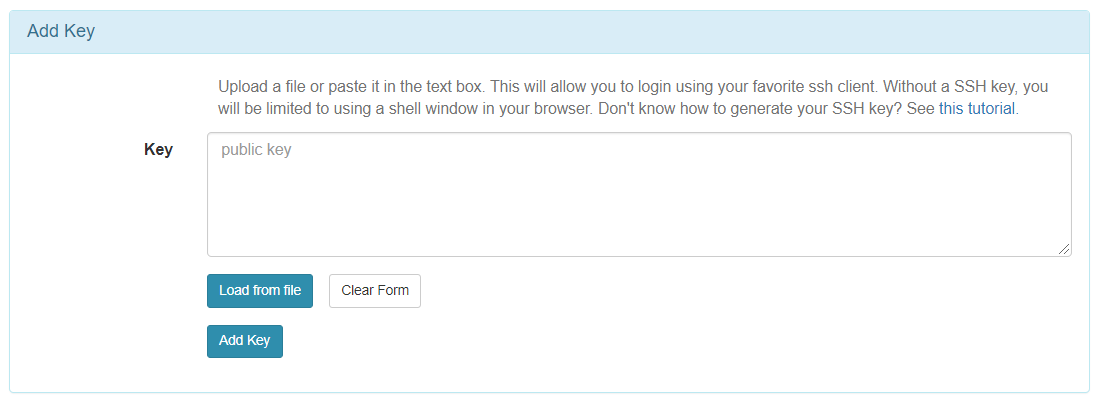 Add Key
Upload a file or paste it in the text box. This will allow you to login using your favorite ssh client. Without a SSH key, you
will be limited to using a shell window in your browser. Don't know how to generate your SSH key? See this tutorial.
Key
public key
Load from file
Clear Form
Add Key